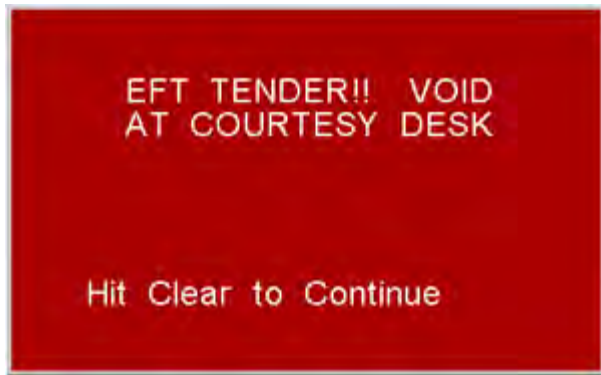 EFT TENDER!! VOID
AT COURTESY DESK
Hit Clear to Continue